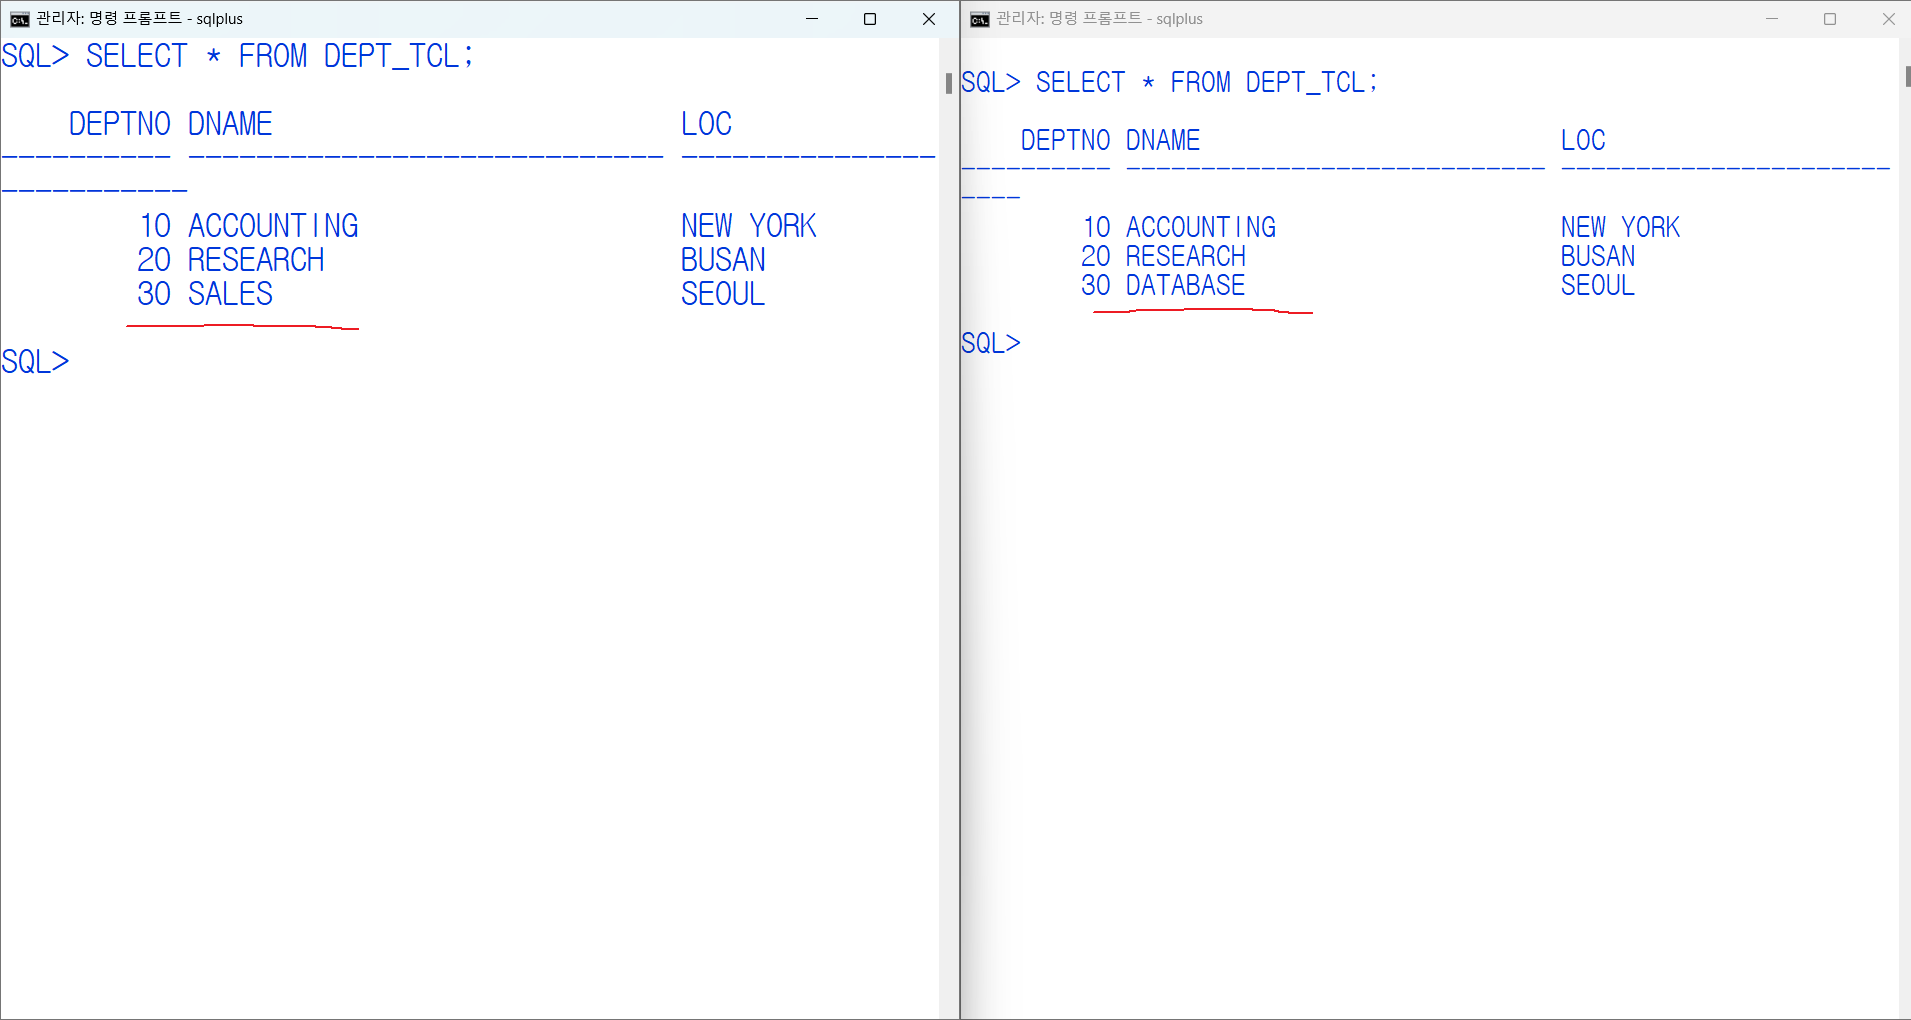 관리자: 명령 프롬프트 - sqlplus
SQL> SELECT * FROM DEPT_TCL;
DEPTNO DNAME LOC
---------- ---------------------------- ---------------
-----------
10 ACCOUNTING NEW YORK
20 RESEARCH BUSAN
30 SALES SEOUL
SQL>
관리자: 명령 프롬프트 - sqlplus
SQL> SELECT * FROM DEPT_TCL;
DEPTNO DNAME LOC
---------- ---------------------------- ----------------------
----
10 ACCOUNTING NEW YORK
20 RESEARCH BUSAN
30 DATABASE SEOUL
SQL>